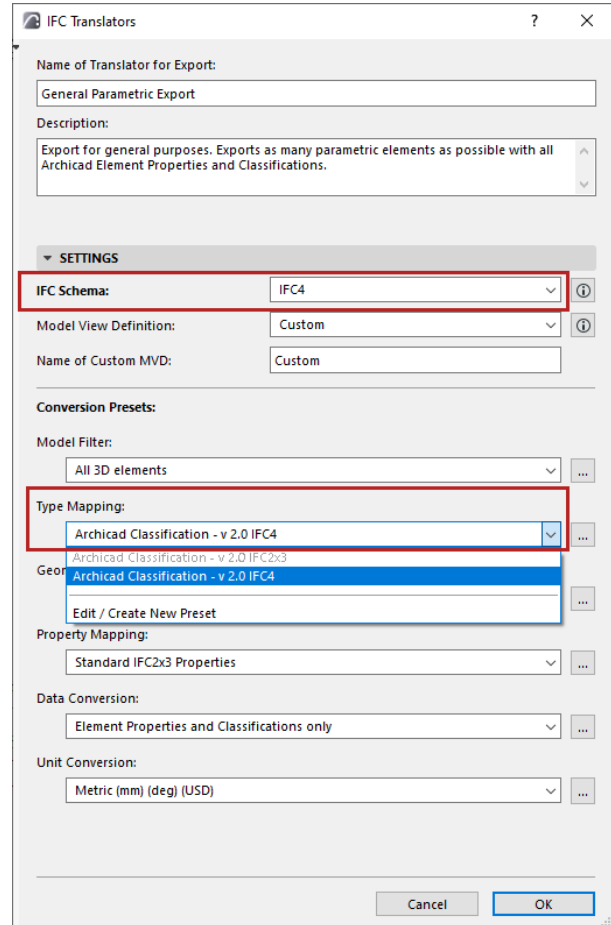 IFC Translators
?
Name of Translator for Export:
General Parametric Export
Description:
Export for general purposes. Exports as many parametric elements as possible with all
Archicad Element Properties and Classifications.
SETTINGS
IFC Schema:
IFC4
Model View Definition:
Custom
Name of Custom MVD:
Custom
Conversion Presets:
Model Filter:
All 3D elements
...
Type Mapping:
Archicad Classification - v 2.0 IFC4
...
Archicad Classification - v 2.0 IFC2x3
Archicad Classification - v 2.0 IFC4
Edit / Create New Preset
...
Property Mapping:
Standard IFC2x3 Properties
...
Data Conversion:
Element Properties and Classifications only
...
Unit Conversion:
Metric (mm) (deg) (USD)
...
Cancel
OK